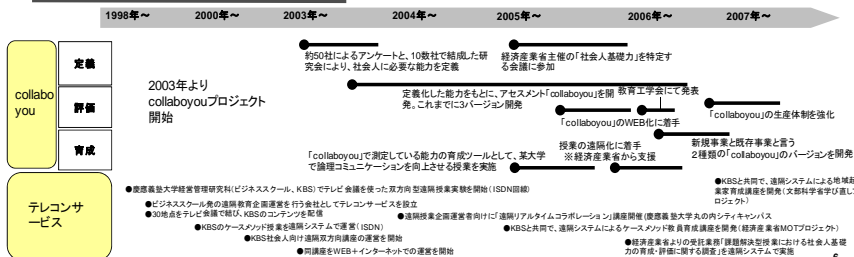 1998年～
2000年～
2003年～
2004年～
2005年～
2006年～
2007年～
collabo
you
定義
評価
育成
2003年より
collaboyouプロジェクト
開始
約50社によるアンケートと、10数社で結成した研
究会により、社会人に必要な能力を定義
経済産業省主催の「社会人基礎力」を特定す
る会議に参加
定義化した能力をもとに、アセスメント「collaboyou」を開
発。これまでに3バージョン開発
教育工学会にて発表
「collaboyou」のWEB化に着手
「collaboyou」の生産体制を強化
「collaboyou」で測定している能力の育成ツールとして、某大学
で論理コミュニケーションを向上させる授業を実施
授業の遠隔化に着手
※経済産業省から支援
新規事業と既存事業と言う
2種類の「collaboyou」のバージョンを開発
テレコンサ
ービス
●慶應義塾大学経営管理研究科(ビジネススクール、KBS)でテレビ会議を使った双方向型遠隔授業実験を開始(ISDN回線)
●ビジネススクール発の遠隔教育企画運営を行う会社としてテレコンサービスを設立
●30地点をテレビ会議で結び、KBSのコンテンツを配信
●KBSのケースメソッド授業を遠隔システムで運営(ISDN)
●KBS社会人向け遠隔双方向講座の運営を開始
●同講座をWEB+インターネットでの運営を開始
●遠隔授業企画運営者向けに「遠隔リアルタイムコラボレーション」講座開催(慶應義塾大学丸の内シティキャンパス
●KBSと共同で、遠隔システムによるケースメソッド教員育成講座を開発(経済産業省MOTプロジェクト)
●経済産業省よりの受託業務「課題解決型授業における社会人基礎
力の育成・評価に関する調査」を遠隔システムで実施
●KBSと共同で、遠隔システムによる地域起
業家育成講座を開発(文部科学省学び直し
ロジェクト)